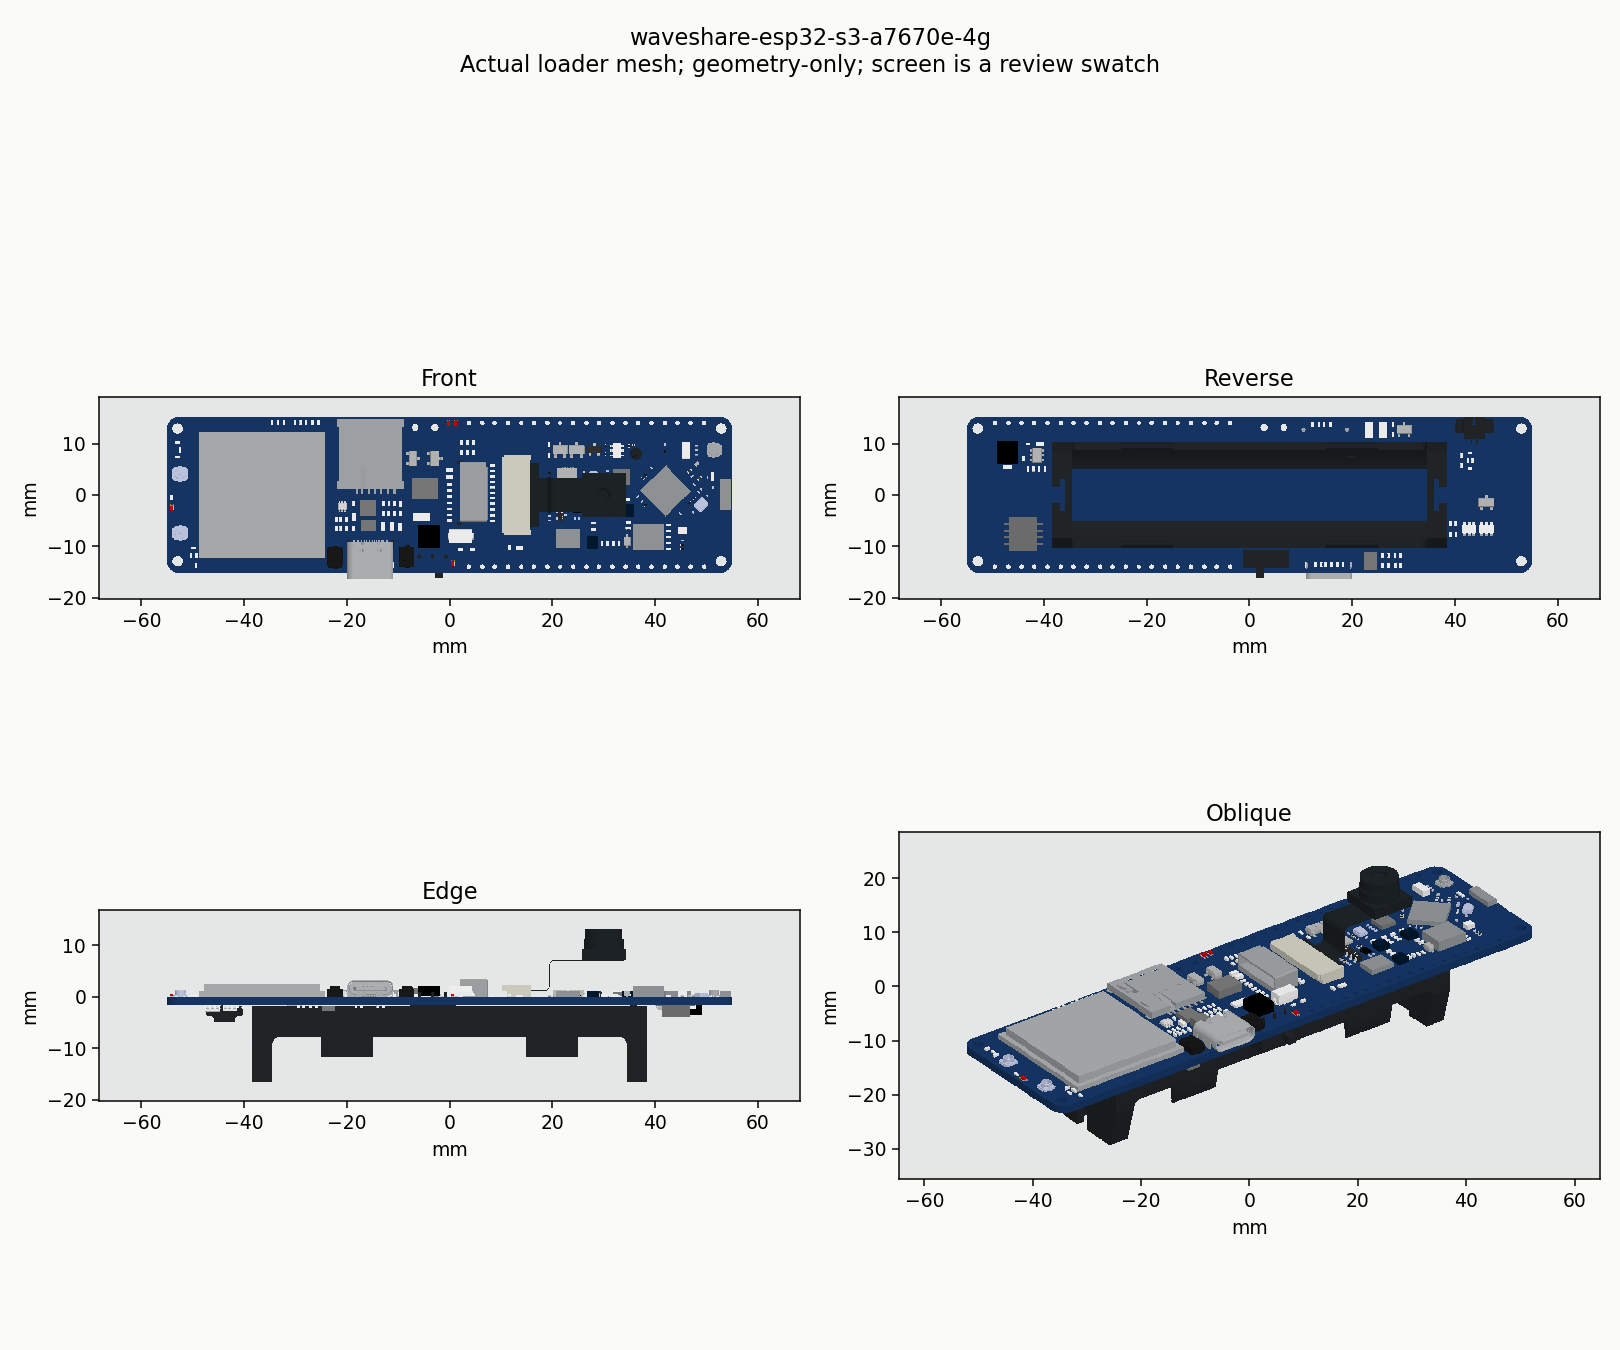 waveshare-esp32-s3-a7670e-4g
Actual loader mesh; geometry-only; screen is a review swatch
Front
10
0
−10
−20
mm
−60 −40 −20 0 20 40 60
mm
Reverse
10
0
−10
−20
mm
−60 −40 −20 0 20 40 60
mm
Edge
10
0
−10
−20
mm
−60 −40 −20 0 20 40 60
mm
Oblique
20
10
0
−10
−20
−30
mm
−60 −40 −20 0 20 40 60
mm